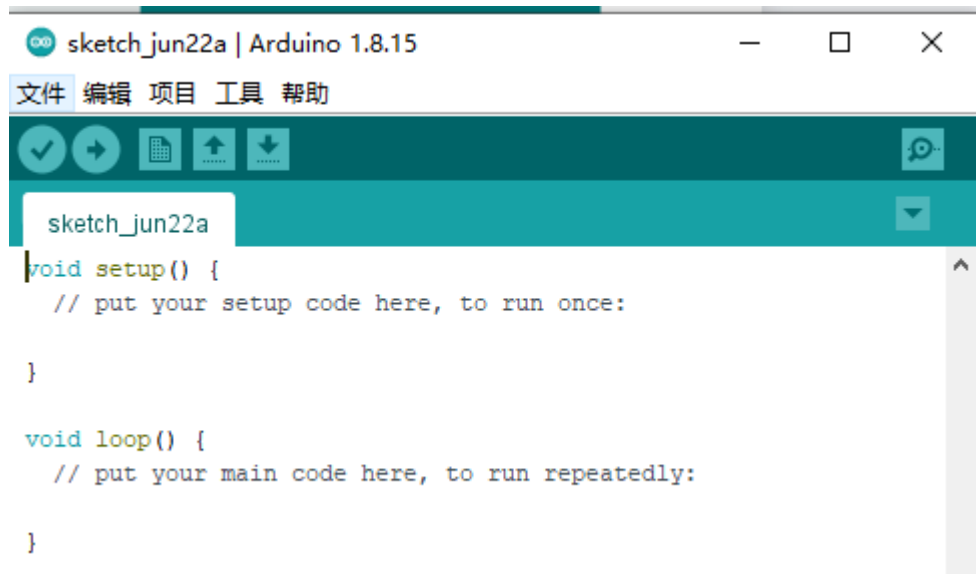 sketch_jun22a | Arduino 1.8.15
文件 编辑 项目 工具 帮助
sketch_jun22a
void setup() {
  // put your setup code here, to run once:
}
void loop() {
  // put your main code here, to run repeatedly:
}